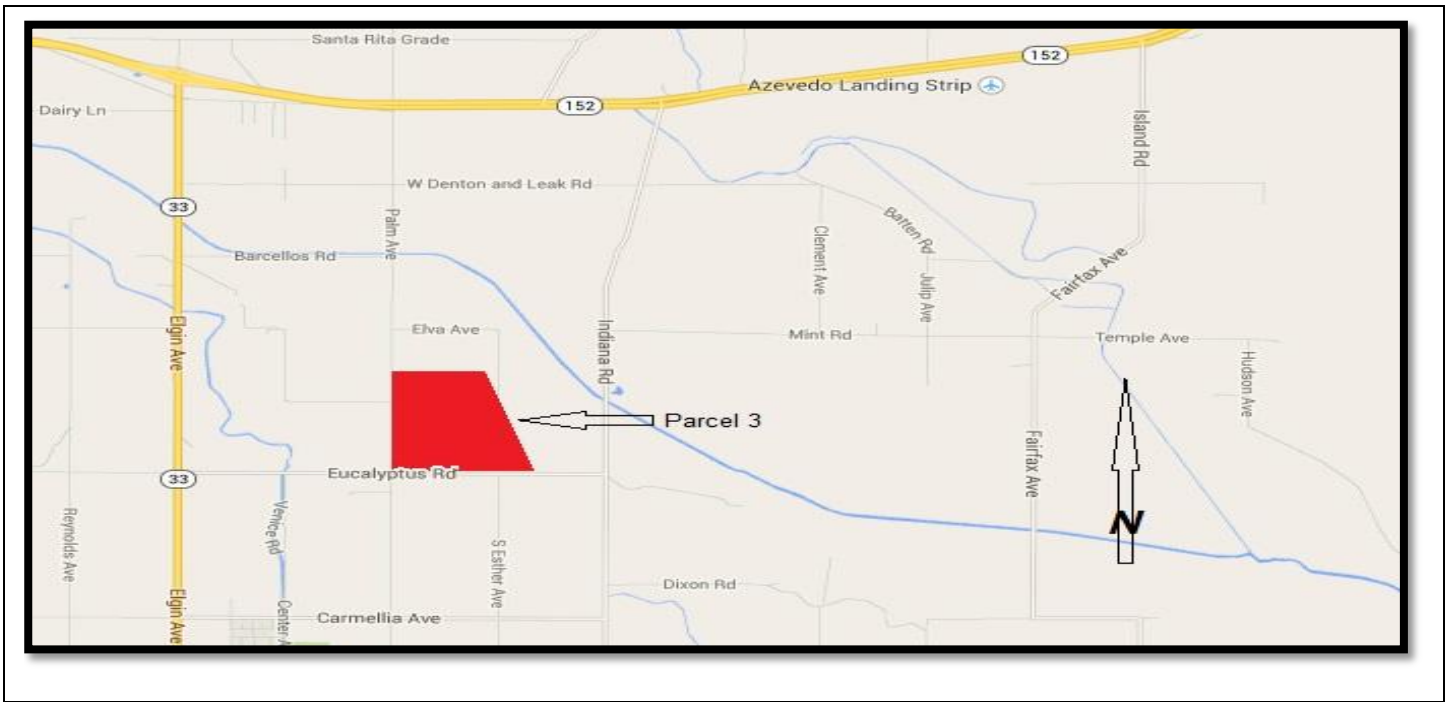 Santa Rita Grade
152
Azevedo Landing Strip
152
Dairy Ln
Island Rd
W Denton and Leak Rd
33
Palm Ave
Batten Rd
Clement Ave
Barcellos Rd
Fairfax Ave
Julip Ave
Elgin Ave
Elva Ave
Indiana Rd
Mint Rd
Temple Ave
Hudson Ave
Parcel 3
Fairfax Ave
Eucalyptus Rd
33
Venice Rd
Reynolds Ave
S Esther Ave
N
Dixon Rd
Elgin Ave
Center A
Carmellia Ave